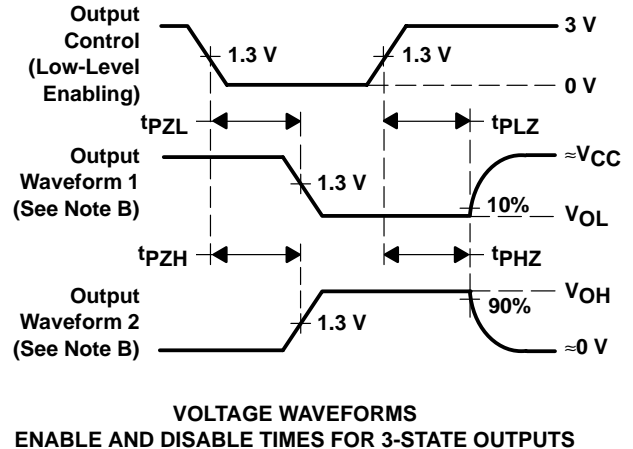 Output
Control
(Low-Level
Enabling)
1.3 V
1.3 V
3 V
0 V
tPZL
tPLZ
Output
Waveform 1
(See Note B)
1.3 V
10%
≈VCC
VOL
tPZH
tPHZ
Output
Waveform 2
(See Note B)
1.3 V
90%
VOH
≈0 V
VOLTAGE WAVEFORMS
ENABLE AND DISABLE TIMES FOR 3-STATE OUTPUTS